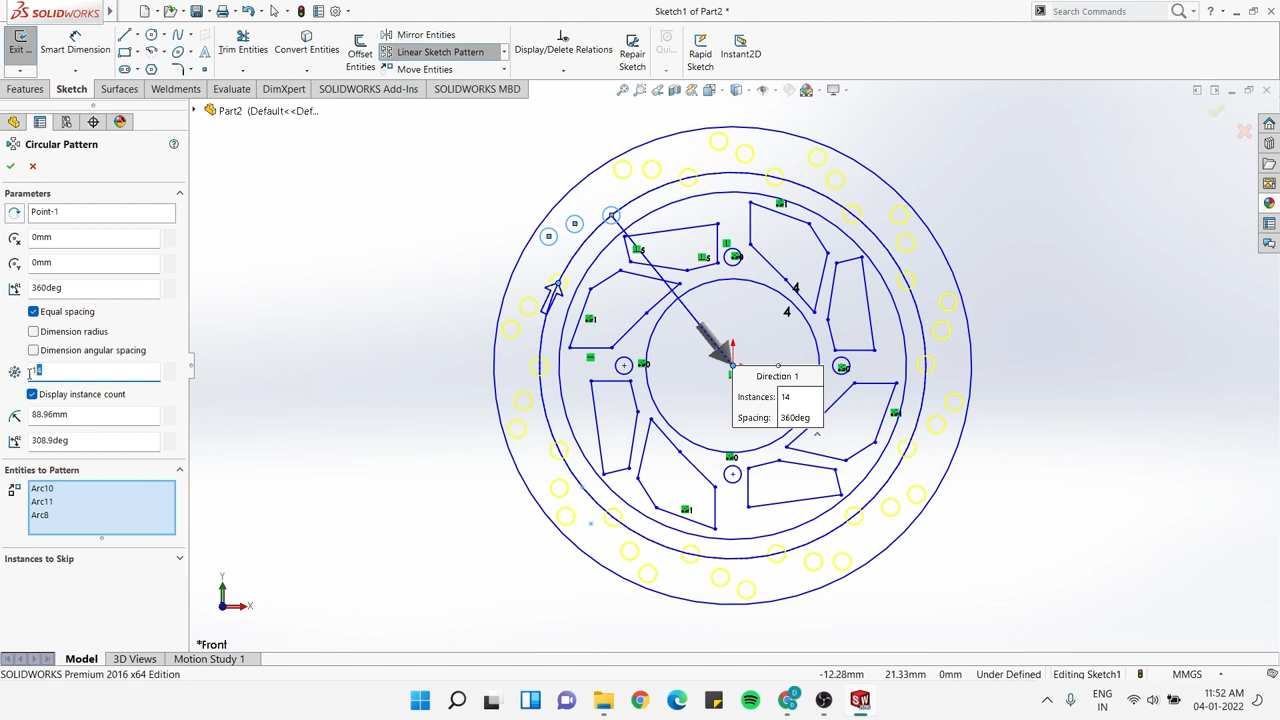 SOLIDWORKS
Sketch1 of Part2 *
Search Commands
Exit ...
Smart Dimension
Trim Entities
Convert Entities
Offset Entities
Mirror Entities
Linear Sketch Pattern
Move Entities
Display/Delete Relations
Repair Sketch
Qui...
Rapid Sketch
Instant2D
Features
Sketch
Surfaces
Weldments
Evaluate
DimXpert
SOLIDWORKS Add-Ins
SOLIDWORKS MBD
Part2 (Default<<Def...
Circular Pattern
Parameters
Point-1
0mm
0mm
360deg
Equal spacing
Dimension radius
Dimension angular spacing
14
Display instance count
88.96mm
308.9deg
Entities to Pattern
Arc10
Arc11
Arc8
Instances to Skip
4
4
Direction 1
Instances: 14
Spacing: 360deg
Y
X
*Front
Model
3D Views
Motion Study 1
SOLIDWORKS Premium 2016 x64 Edition
-12.28mm
21.33mm
0mm
Under Defined
Editing Sketch1
MMGS
ENG
IN
11:52 AM
04-01-2022